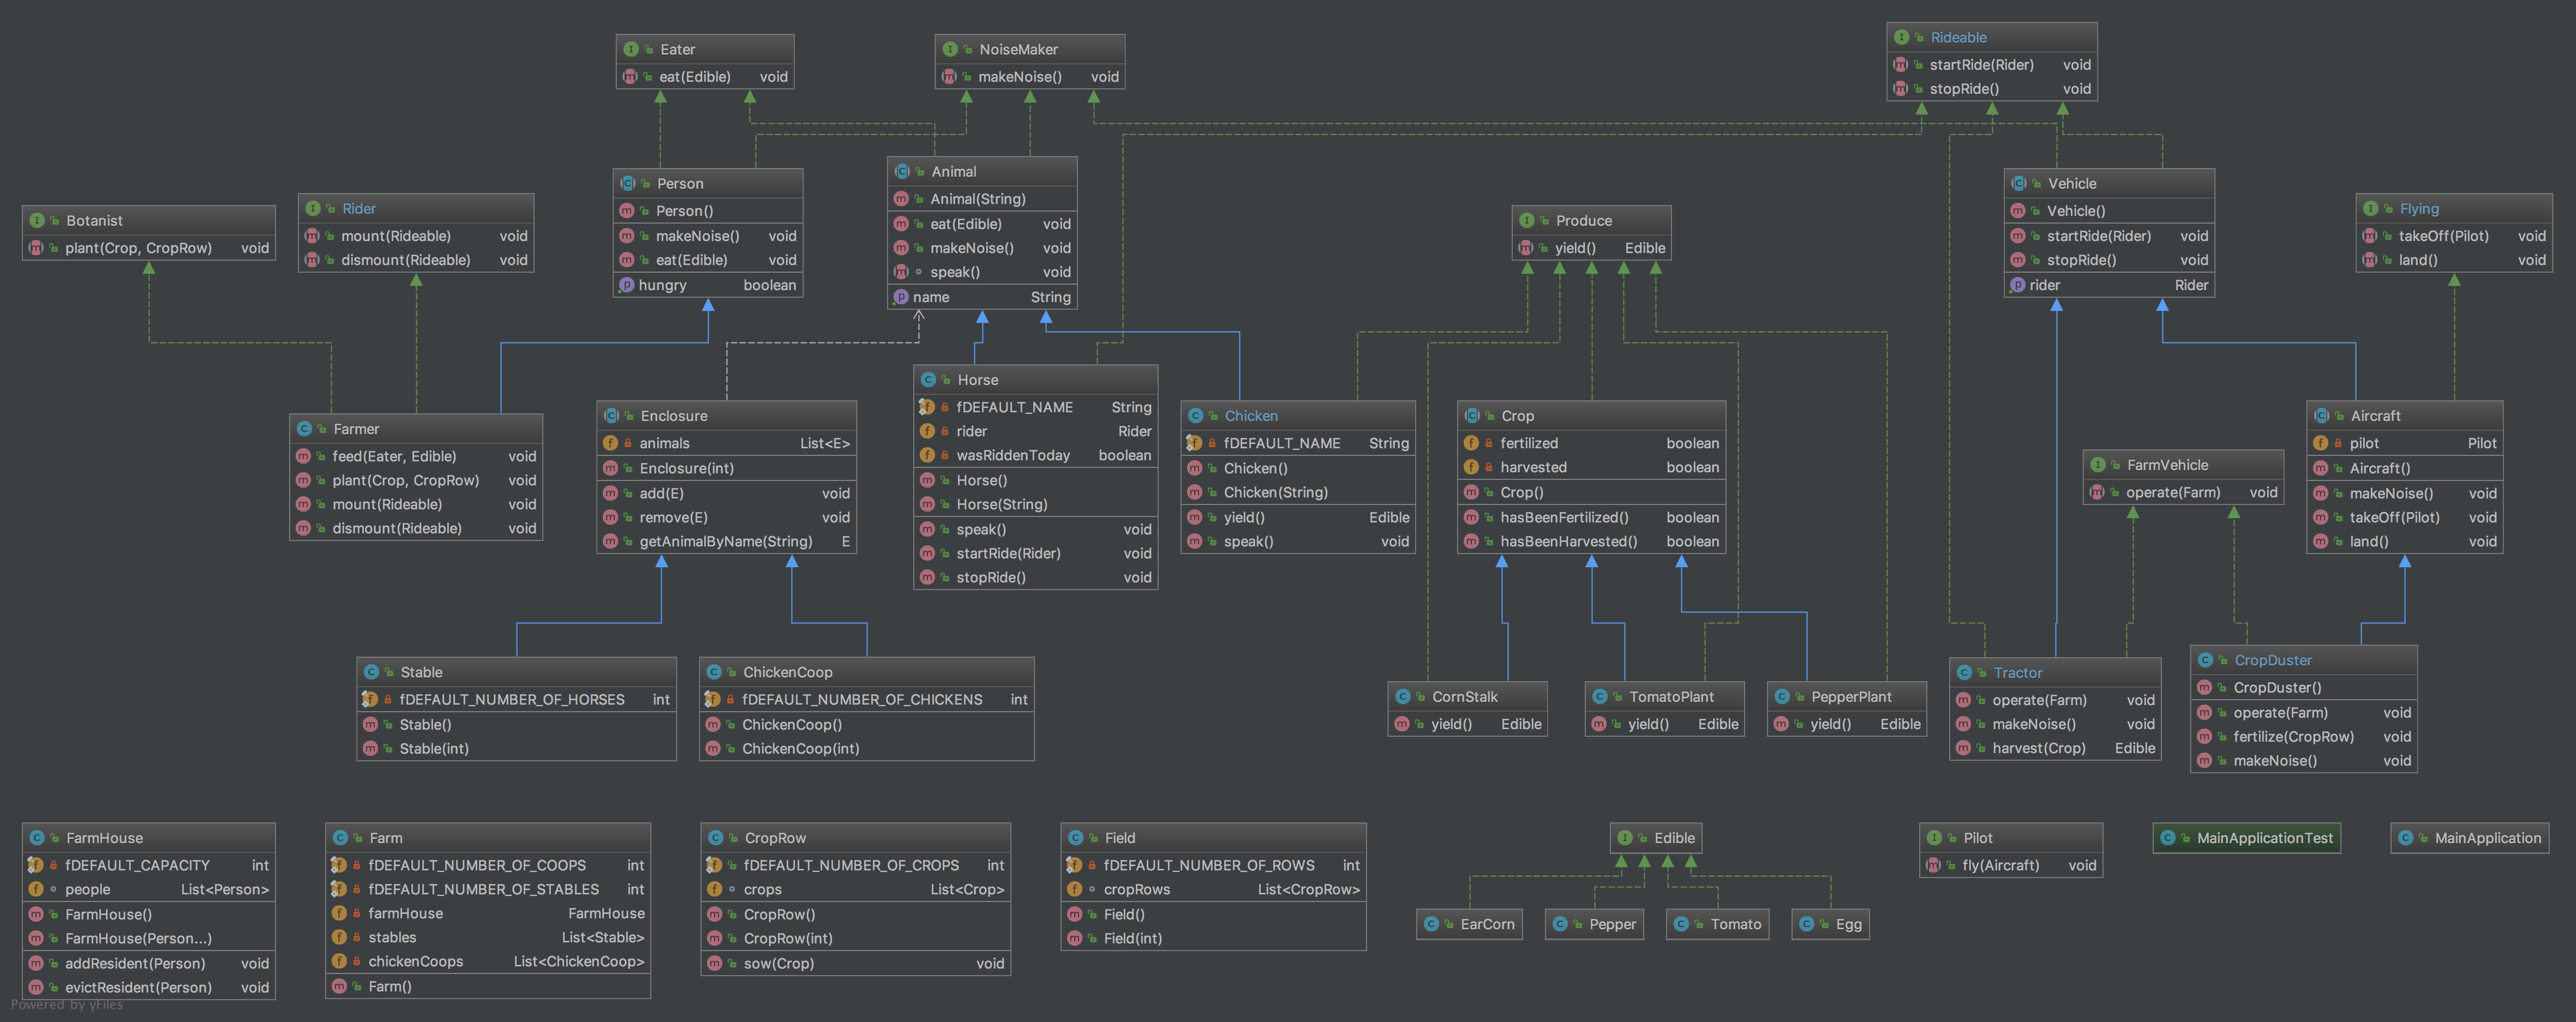 Eater
eat(Edible) void
NoiseMaker
makeNoise() void
Rideable
startRide(Rider) void
stopRide() void
Botanist
plant(Crop, CropRow) void
Rider
mount(Rideable) void
dismount(Rideable) void
Person
Person()
makeNoise() void
eat(Edible) void
hungry boolean
Animal
Animal(String)
eat(Edible) void
makeNoise() void
speak() void
name String
Produce
yield() Edible
Vehicle
Vehicle()
startRide(Rider) void
stopRide() void
rider Rider
Flying
takeOff(Pilot) void
land() void
Farmer
feed(Eater, Edible) void
plant(Crop, CropRow) void
mount(Rideable) void
dismount(Rideable) void
Enclosure
animals List<E>
Enclosure(int)
add(E) void
remove(E) void
getAnimalByName(String) E
Horse
fDEFAULT_NAME String
rider Rider
wasRiddenToday boolean
Horse()
Horse(String)
speak() void
startRide(Rider) void
stopRide() void
Chicken
fDEFAULT_NAME String
Chicken()
Chicken(String)
yield() Edible
speak() void
Crop
fertilized boolean
harvested boolean
Crop()
hasBeenFertilized() boolean
hasBeenHarvested() boolean
FarmVehicle
operate(Farm) void
Aircraft
pilot Pilot
Aircraft()
makeNoise() void
takeOff(Pilot) void
land() void
Stable
fDEFAULT_NUMBER_OF_HORSES int
Stable()
Stable(int)
ChickenCoop
fDEFAULT_NUMBER_OF_CHICKENS int
ChickenCoop()
ChickenCoop(int)
CornStalk
yield() Edible
TomatoPlant
yield() Edible
PepperPlant
yield() Edible
Tractor
operate(Farm) void
makeNoise() void
harvest(Crop) Edible
CropDuster
CropDuster()
operate(Farm) void
fertilize(CropRow) void
makeNoise() void
FarmHouse
fDEFAULT_CAPACITY int
people List<Person>
FarmHouse()
FarmHouse(Person...)
addResident(Person) void
evictResident(Person) void
Farm
fDEFAULT_NUMBER_OF_COOPS int
fDEFAULT_NUMBER_OF_STABLES int
farmHouse FarmHouse
stables List<Stable>
chickenCoops List<ChickenCoop>
Farm()
CropRow
fDEFAULT_NUMBER_OF_CROPS int
crops List<Crop>
CropRow()
CropRow(int)
sow(Crop) void
Field
fDEFAULT_NUMBER_OF_ROWS int
cropRows List<CropRow>
Field()
Field(int)
Edible
EarCorn
Pepper
Tomato
Egg
Pilot
fly(Aircraft) void
MainApplicationTest
MainApplication
Powered by yFiles